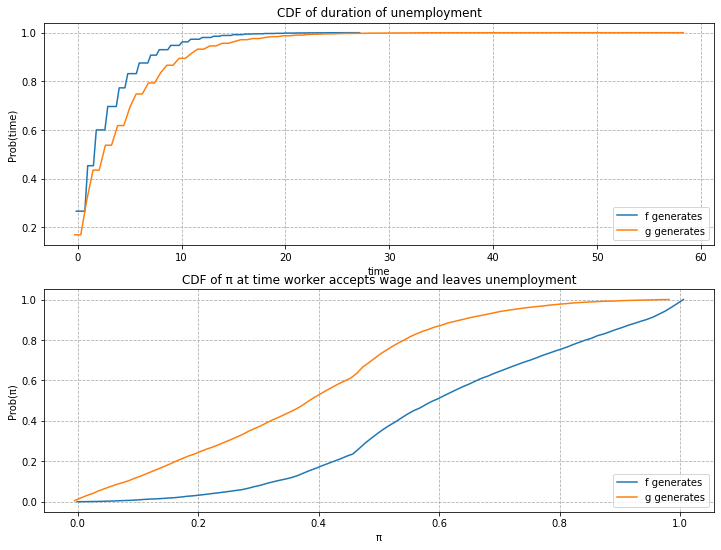 CDF of duration of unemployment
Prob(time)
1.0
0.8
0.6
0.4
0.2
0 10 20 30 40 50 60
time
f generates
g generates
CDF of π at time worker accepts wage and leaves unemployment
Prob(π)
1.0
0.8
0.6
0.4
0.2
0.0
0.0 0.2 0.4 0.6 0.8 1.0
π
f generates
g generates